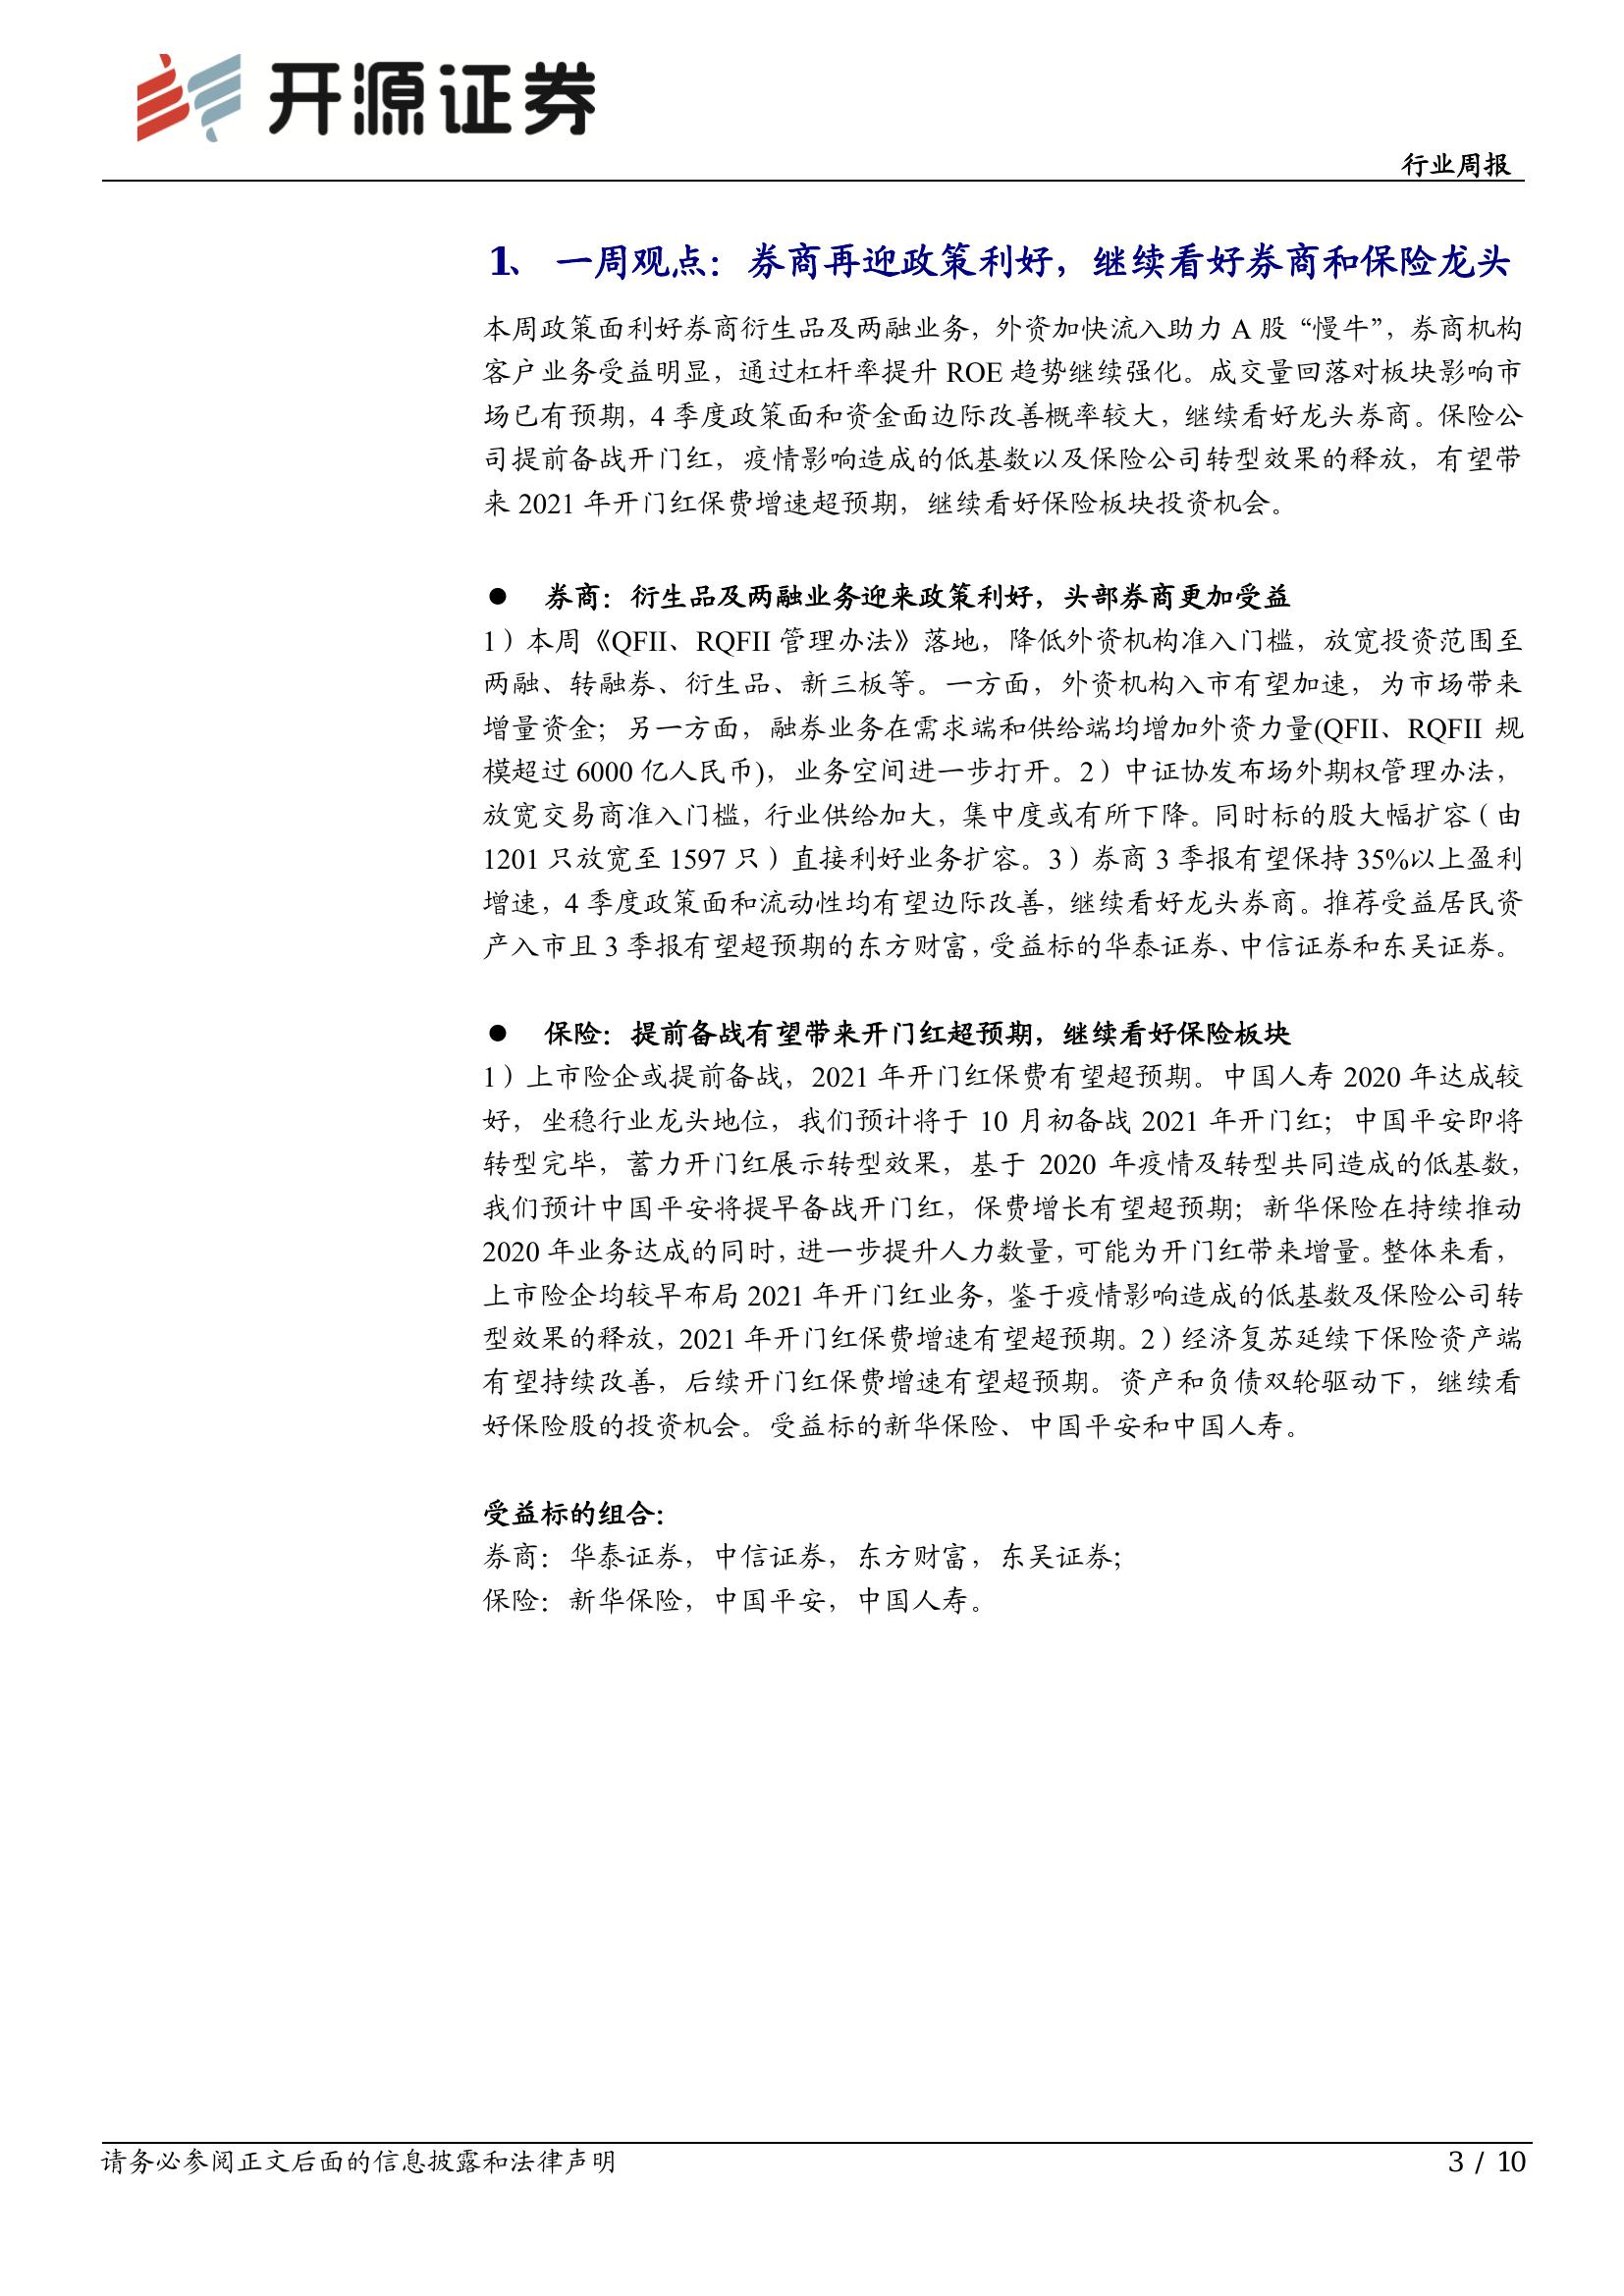 开源证券
行业周报
1、 一周观点：券商再迎政策利好，继续看好券商和保险龙头
本周政策面利好券商衍生品及两融业务，外资加快流入助力 A 股“慢牛”，券商机构
客户业务受益明显，通过杠杆率提升 ROE 趋势继续强化。成交量回落对板块影响市
场已有预期，4 季度政策面和资金面边际改善概率较大，继续看好龙头券商。保险公
司提前备战开门红，疫情影响造成的低基数以及保险公司转型效果的释放，有望带
来 2021 年开门红保费增速超预期，继续看好保险板块投资机会。
● 券商：衍生品及两融业务迎来政策利好，头部券商更加受益
1）本周《QFII、RQFII 管理办法》落地，降低外资机构准入门槛，放宽投资范围至
两融、转融券、衍生品、新三板等。一方面，外资机构入市有望加速，为市场带来
增量资金；另一方面，融券业务在需求端和供给端均增加外资力量(QFII、RQFII 规
模超过 6000 亿人民币)，业务空间进一步打开。2）中证协发布场外期权管理办法，
放宽交易商准入门槛，行业供给加大，集中度或有所下降。同时标的股大幅扩容（由
1201 只放宽至 1597 只）直接利好业务扩容。3）券商 3 季报有望保持 35%以上盈利
增速，4 季度政策面和流动性均有望边际改善，继续看好龙头券商。推荐受益居民资
产入市且 3 季报有望超预期的东方财富，受益标的华泰证券、中信证券和东吴证券。
● 保险：提前备战有望带来开门红超预期，继续看好保险板块
1）上市险企或提前备战，2021 年开门红保费有望超预期。中国人寿 2020 年达成较
好，坐稳行业龙头地位，我们预计将于 10 月初备战 2021 年开门红；中国平安即将
转型完毕，蓄力开门红展示转型效果，基于 2020 年疫情及转型共同造成的低基数，
我们预计中国平安将提早备战开门红，保费增长有望超预期；新华保险在持续推动
2020 年业务达成的同时，进一步提升人力数量，可能为开门红带来增量。整体来看，
上市险企均较早布局 2021 年开门红业务，鉴于疫情影响造成的低基数及保险公司转
型效果的释放，2021 年开门红保费增速有望超预期。2）经济复苏延续下保险资产端
有望持续改善，后续开门红保费增速有望超预期。资产和负债双轮驱动下，继续看
好保险股的投资机会。受益标的新华保险、中国平安和中国人寿。
受益标的组合：
券商：华泰证券，中信证券，东方财富，东吴证券；
保险：新华保险，中国平安，中国人寿。
请务必参阅正文后面的信息披露和法律声明
3 / 10